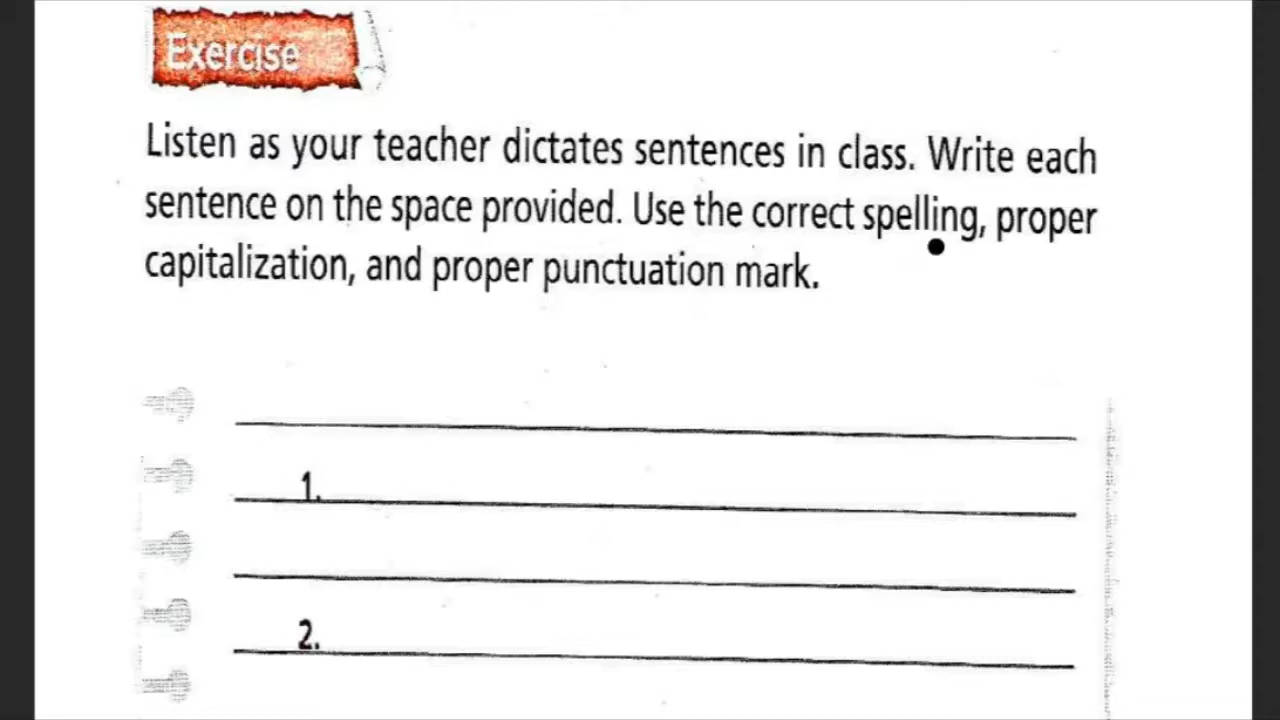 Exercise
Listen as your teacher dictates sentences in class. Write each
sentence on the space provided. Use the correct spelling, proper
capitalization, and proper punctuation mark.
1.
2.